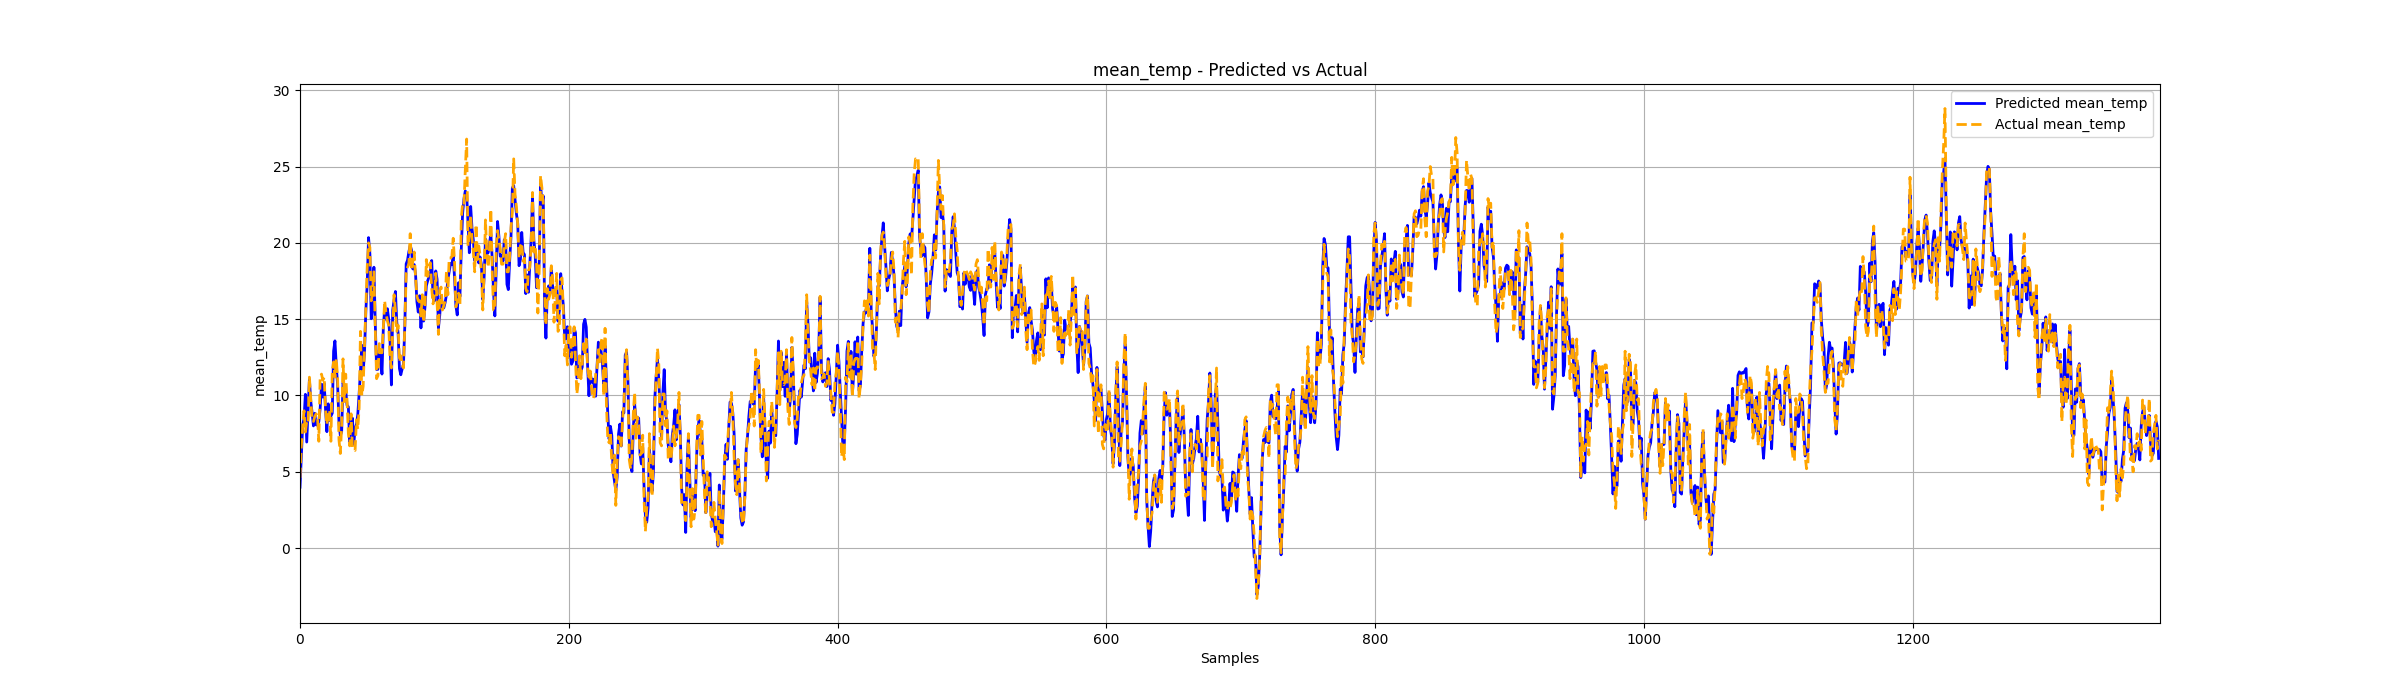 mean_temp - Predicted vs Actual
Predicted mean_temp
Actual mean_temp
mean_temp
30
25
20
15
10
5
0
0 200 400 600 800 1000 1200
Samples